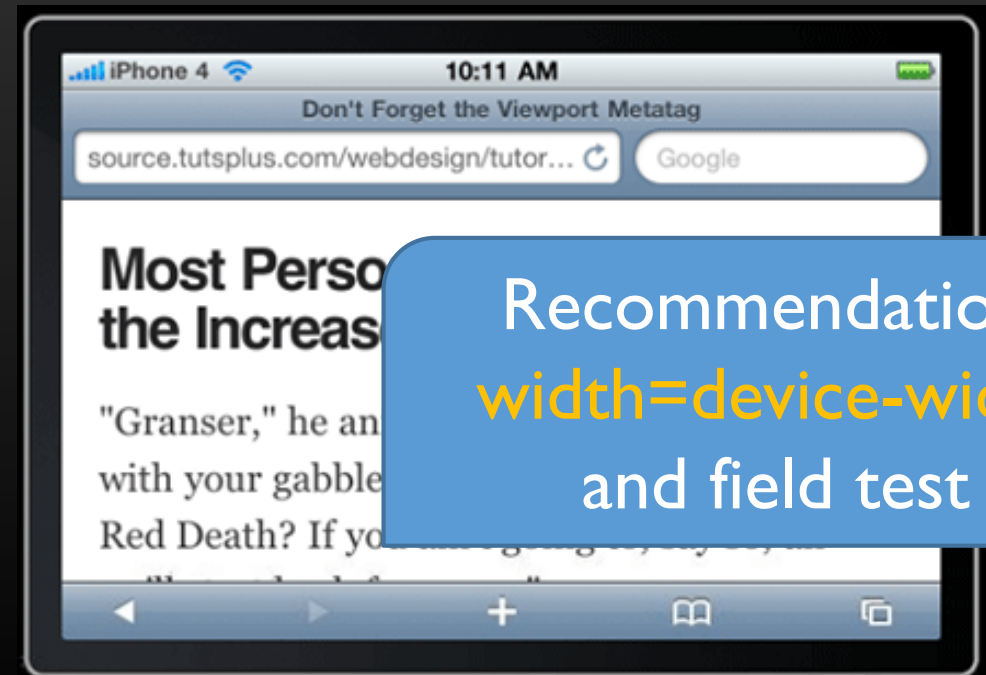 iPhone 4 10:11 AM
Don't Forget the Viewport Metatag
source.tutsplus.com/webdesign/tutor... Google
Most Perso
the Increas
"Granser," he an
with your gabble
Red Death? If yo
Recommendatio
width=device-wid
and field test